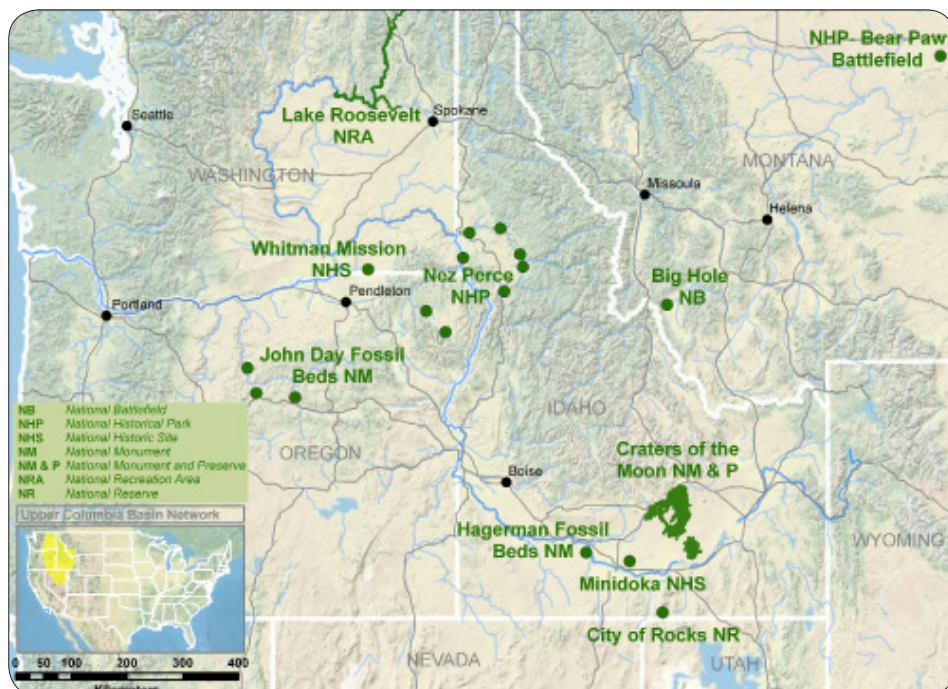 NHP- Bear Paw
Battlefield
Lake Roosevelt
NRA
Spokane
Seattle
WASHINGTON
MONTANA
Missoula
Helena
Whitman Mission
NHS
Nez Perce
NHP
Big Hole
NB
Pendleton
Portland
John Day Fossil
Beds NM
IDAHO
NB National Battlefield
NHP National Historical Park
NHS National Historic Site
NM National Monument
NM & P National Monument and Preserve
NRA National Recreation Area
NR National Reserve
OREGON
Craters of the
Moon NM & P
Boise
Upper Columbia Basin Network
Hagerman Fossil
Beds NM
WYOMING
Minidoka NHS
City of Rocks NR
NEVADA
UTAH
0 50 100 200 300 400
Kilometers